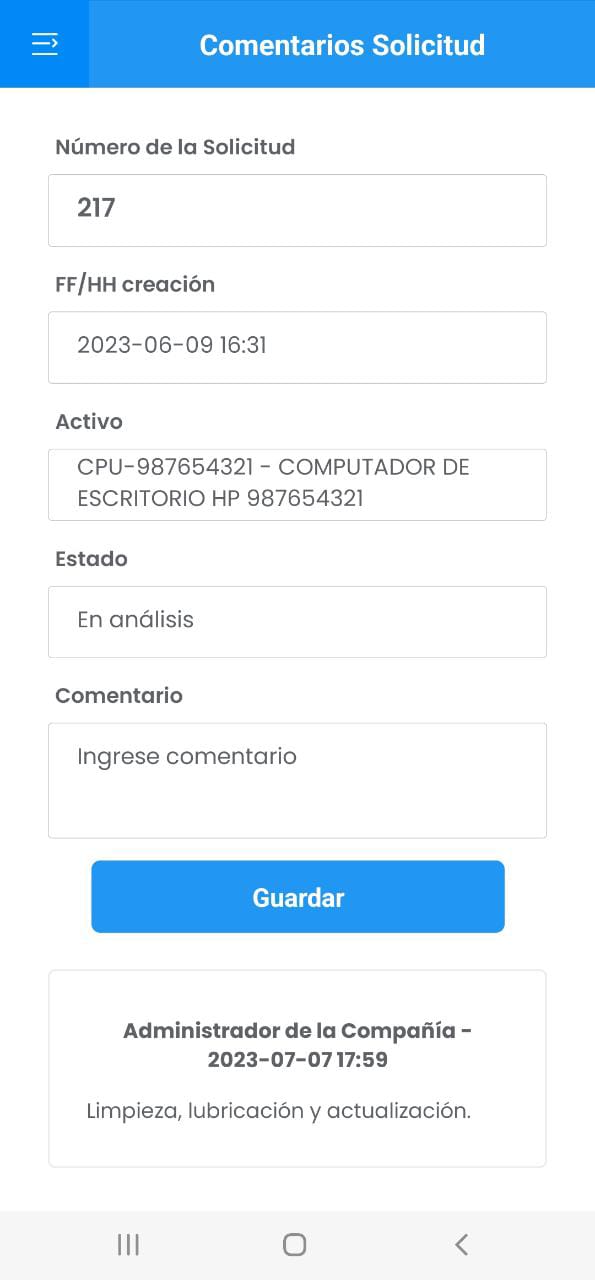 Comentarios Solicitud
Número de la Solicitud
217
FF/HH creación
2023-06-09 16:31
Activo
CPU-987654321 - COMPUTADOR DE
ESCRITORIO HP 987654321
Estado
En análisis
Comentario
Ingrese comentario
Guardar
Administrador de la Compañía -
2023-07-07 17:59
Limpieza, lubricación y actualización.